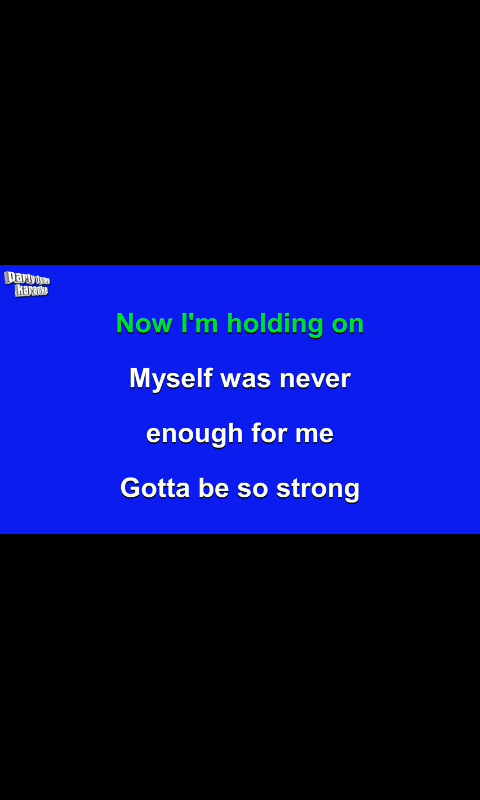 party tyme
karaoke
Now I'm holding on
Myself was never
enough for me
Gotta be so strong